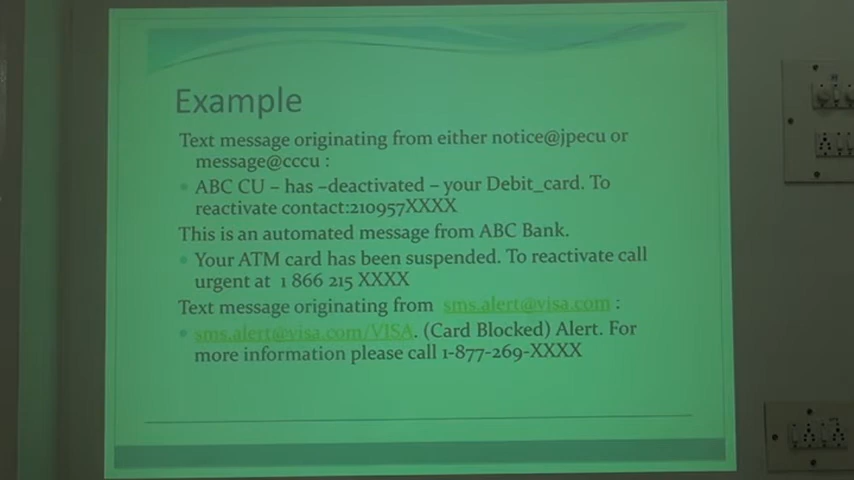 Example
Text message originating from either notice@jpecu or
message@cccu :
ABC CU – has –deactivated – your Debit_card. To
reactivate contact:210957XXXX
This is an automated message from ABC Bank.
Your ATM card has been suspended. To reactivate call
urgent at 1 866 215 XXXX
Text message originating from sms.alert@visa.com :
sms.alert@visa.com/VISA. (Card Blocked) Alert. For
more information please call 1-877-269-XXXX